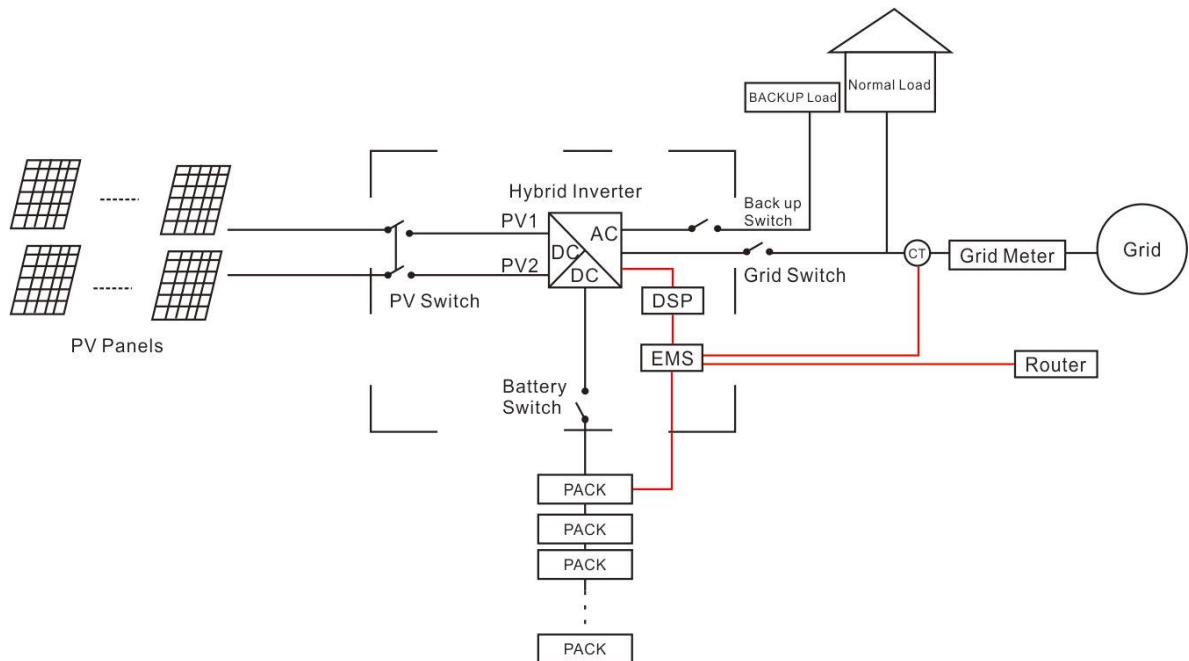 BACKUP Load
Normal Load
Hybrid Inverter
Back up
Switch
PV1
AC
DC
PV2
DC
PV Switch
Grid Switch
CT
Grid Meter
Grid
DSP
PV Panels
EMS
Router
Battery
Switch
PACK
PACK
PACK
PACK